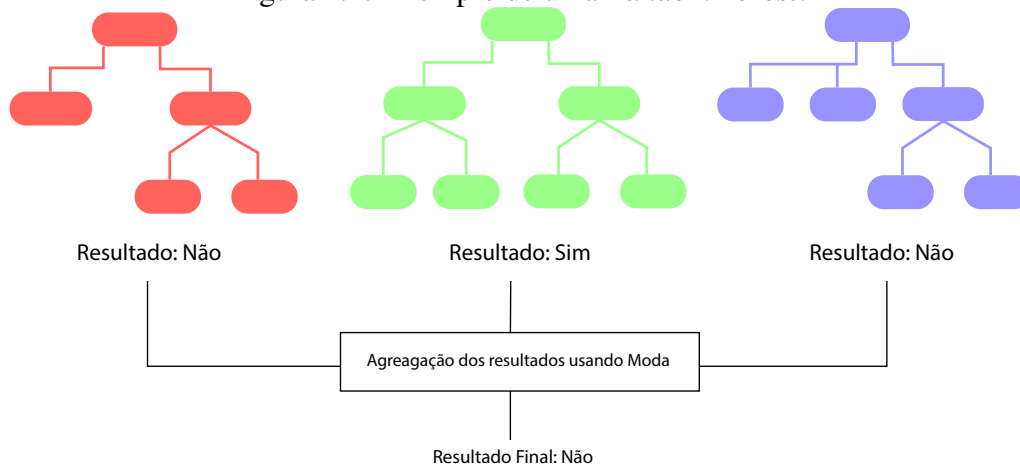 Resultado: Não
Resultado: Sim
Resultado: Não
Agreagação dos resultados usando Moda
Resultado Final: Não